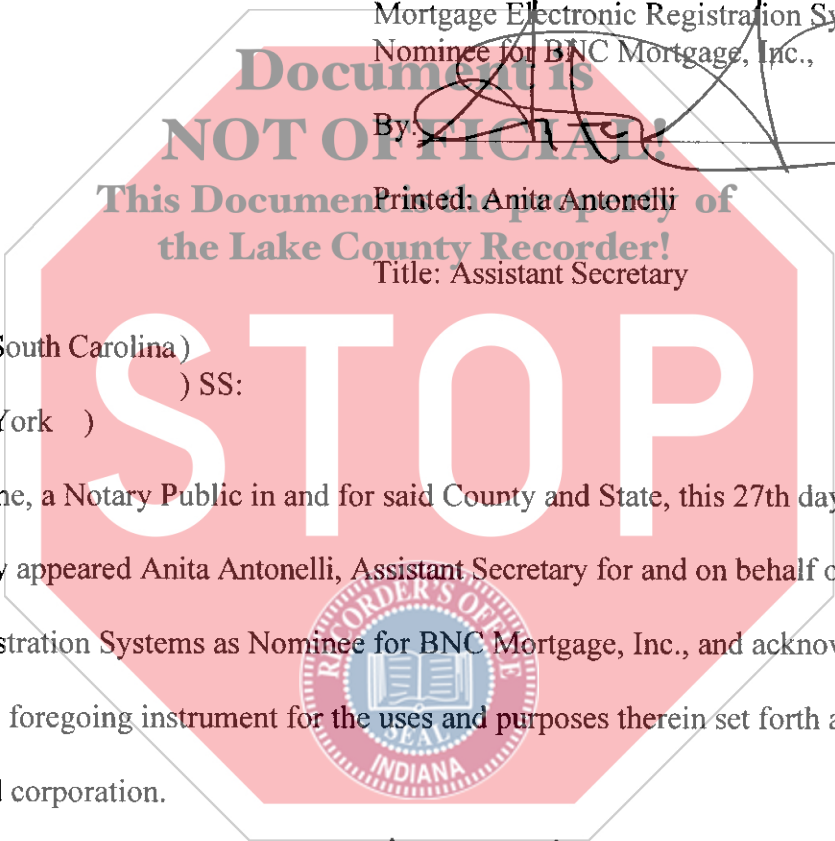 Mortgage Electronic Registration Sy
Nominee for BNC Mortgage, Inc.,
Document is
NOT OFFICIAL!
This Document is the property of
the Lake County Recorder!
By:
Printed: Anita Antonelli
Title: Assistant Secretary
STOP
South Carolina )
) SS:
York )
ne, a Notary Public in and for said County and State, this 27th day
y appeared Anita Antonelli, Assistant Secretary for and on behalf o
stration Systems as Nominee for BNC Mortgage, Inc., and acknov
foregoing instrument for the uses and purposes therein set forth a
l corporation.
RECORDER'S OFFICE
SEAL
INDIANA